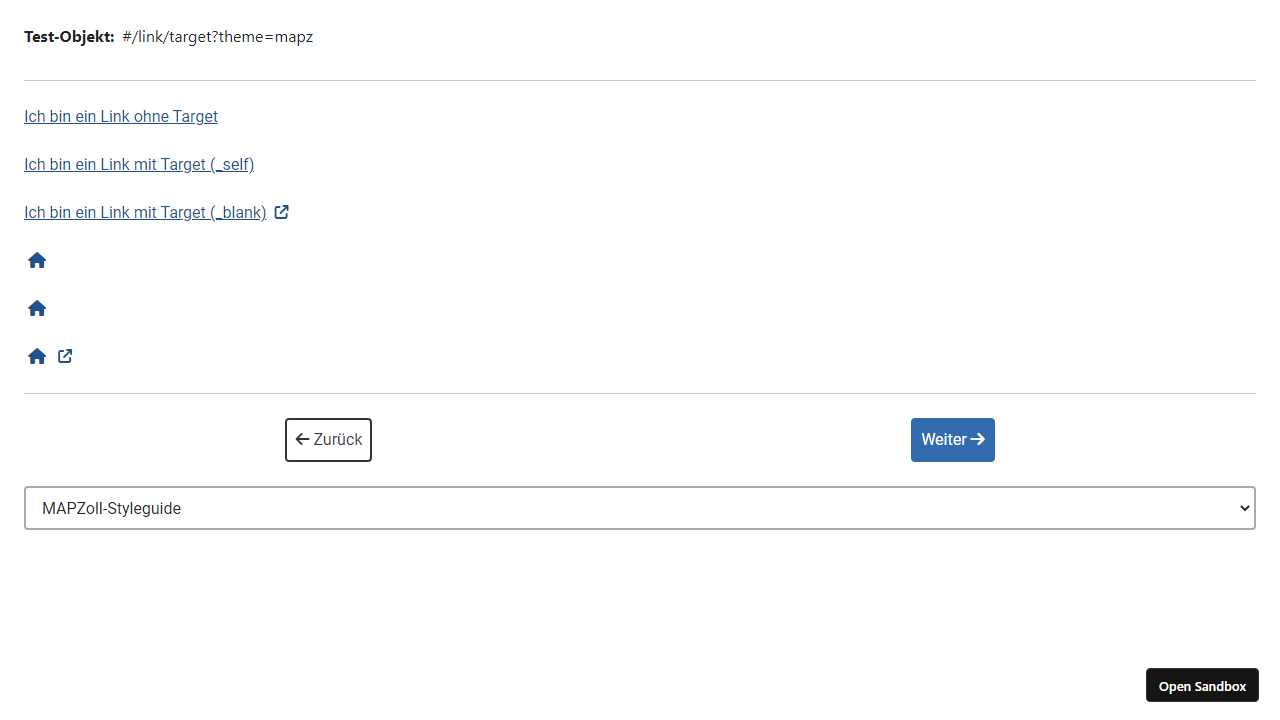 Test-Objekt: #/link/target?theme=mapz
Ich bin ein Link ohne Target
Ich bin ein Link mit Target (_self)
Ich bin ein Link mit Target (_blank)
Zurück
Weiter
MAPZoll-Styleguide
Open Sandbox